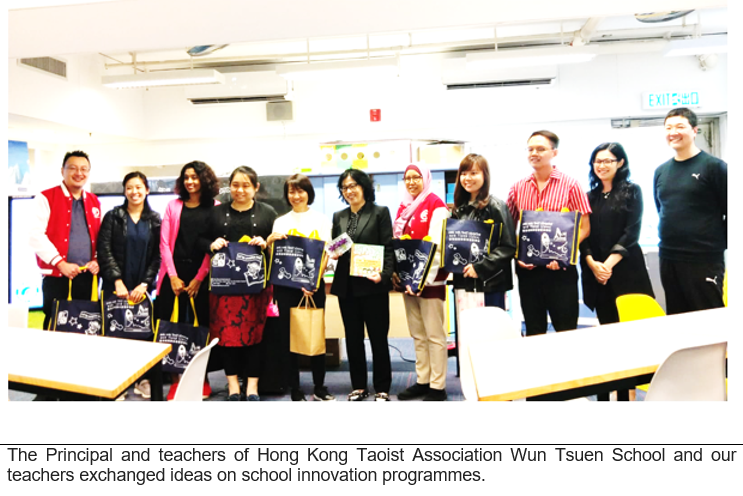 EXIT
The Principal and teachers of Hong Kong Taoist Association Wun Tsuen School and our
teachers exchanged ideas on school innovation programmes.